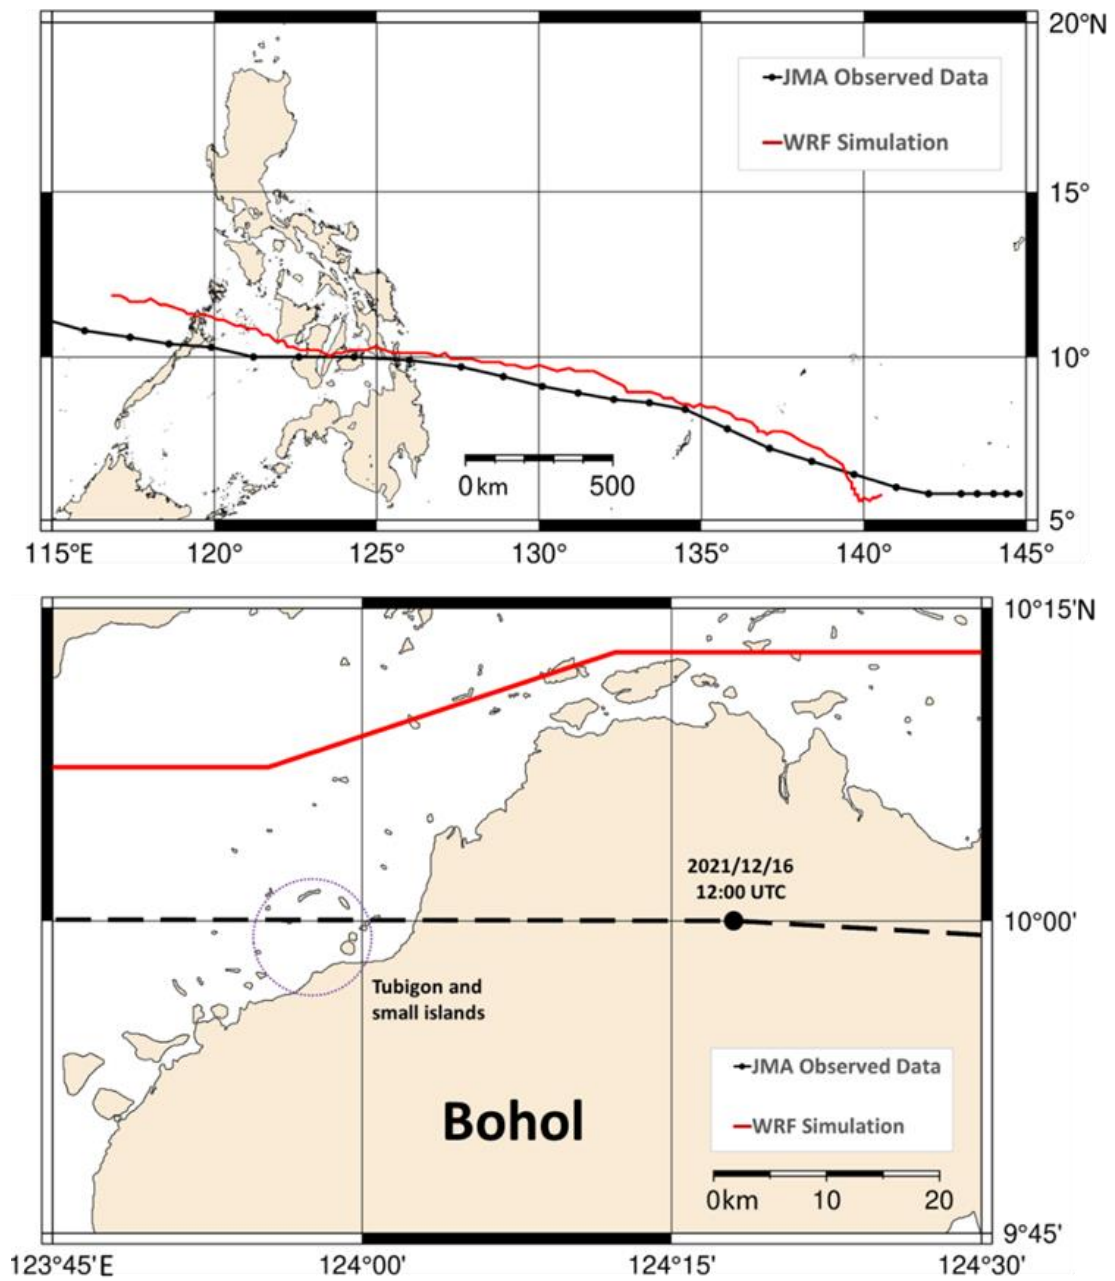 20°N
JMA Observed Data
WRF Simulation
15°
10°
0km 500
5°
115°E 120° 125° 130° 135° 140° 145°
10°15'N
2021/12/16
12:00 UTC
10°00'
Tubigon and
small islands
JMA Observed Data
Bohol
WRF Simulation
0km 10 20
9°45'
123°45'E 124°00' 124°15' 124°30'